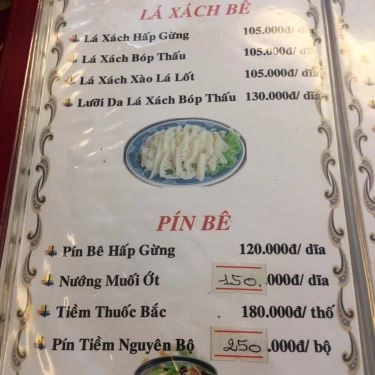 LÁ XÁCH BÊ
Lá Xách Hấp Gừng 105.000đ/ dĩa
Lá Xách Bóp Thấu 105.000đ/ dĩa
Lá Xách Xào Lá Lốt 105.000đ/ dĩa
Lưỡi Da Lá Xách Bóp Thấu 130.000đ/ dĩa
PÍN BÊ
Pín Bê Hấp Gừng 120.000đ/ dĩa
Nướng Muối Ớt 150.000đ/ dĩa
Tiềm Thuốc Bắc 180.000đ/ thố
Pín Tiềm Nguyên Bộ 250.000đ/ bộ